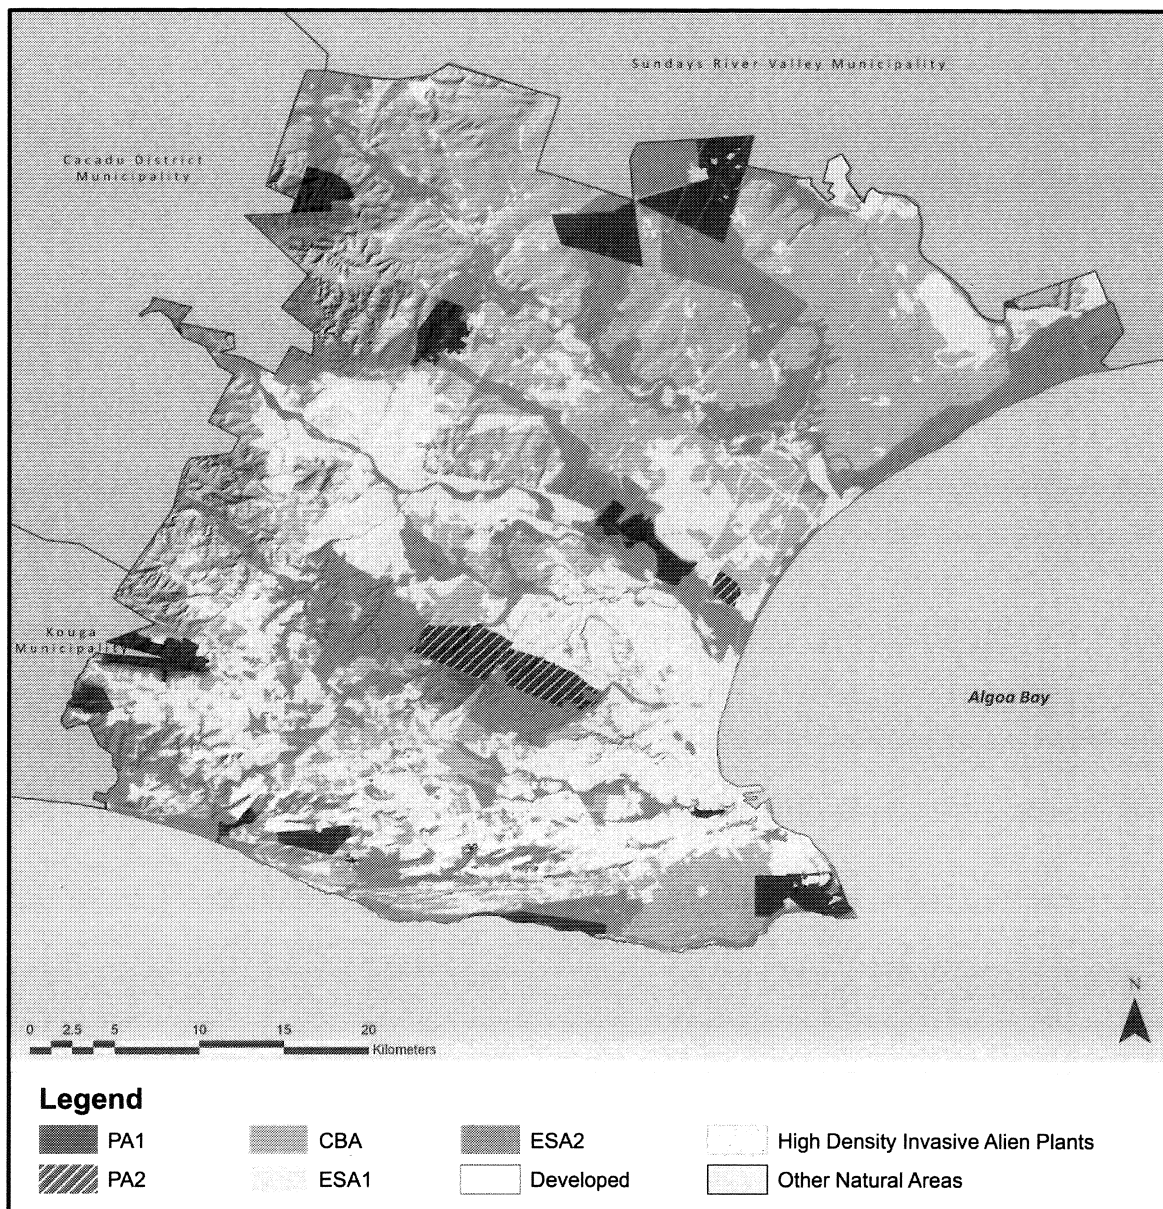 Sundays River Valley Municipality
Cacadu District
Municipality
Kouga
Municipality
Algoa Bay
N
0 2.5 5 10 15 20
Kilometers
Legend
PA1
CBA
ESA2
High Density Invasive Alien Plants
PA2
ESA1
Developed
Other Natural Areas